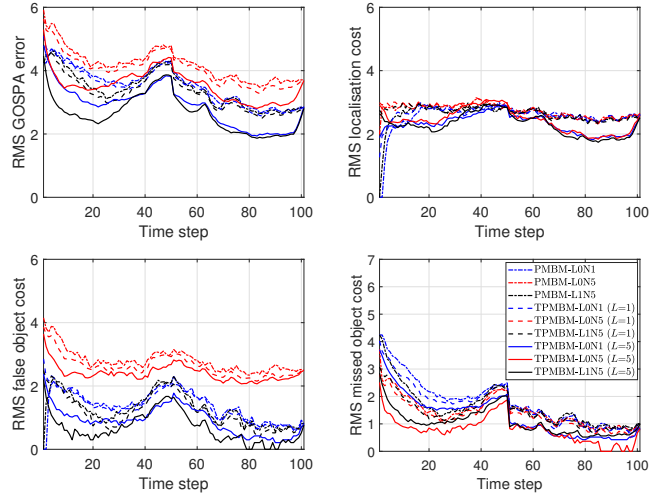 RMS GOSPA error
6
4
2
0
20
40
60
80
100
Time step
RMS localisation cost
6
4
2
0
20
40
60
80
100
Time step
RMS false object cost
6
4
2
0
20
40
60
80
100
Time step
RMS missed object cost
7
6
5
4
3
2
1
0
20
40
60
80
100
Time step
PMBM-L0N1
PMBM-L0N5
PMBM-L1N5
TPMBM-L0N1 (L=1)
TPMBM-L0N5 (L=1)
TPMBM-L1N5 (L=1)
TPMBM-L0N1 (L=5)
TPMBM-L0N5 (L=5)
TPMBM-L1N5 (L=5)